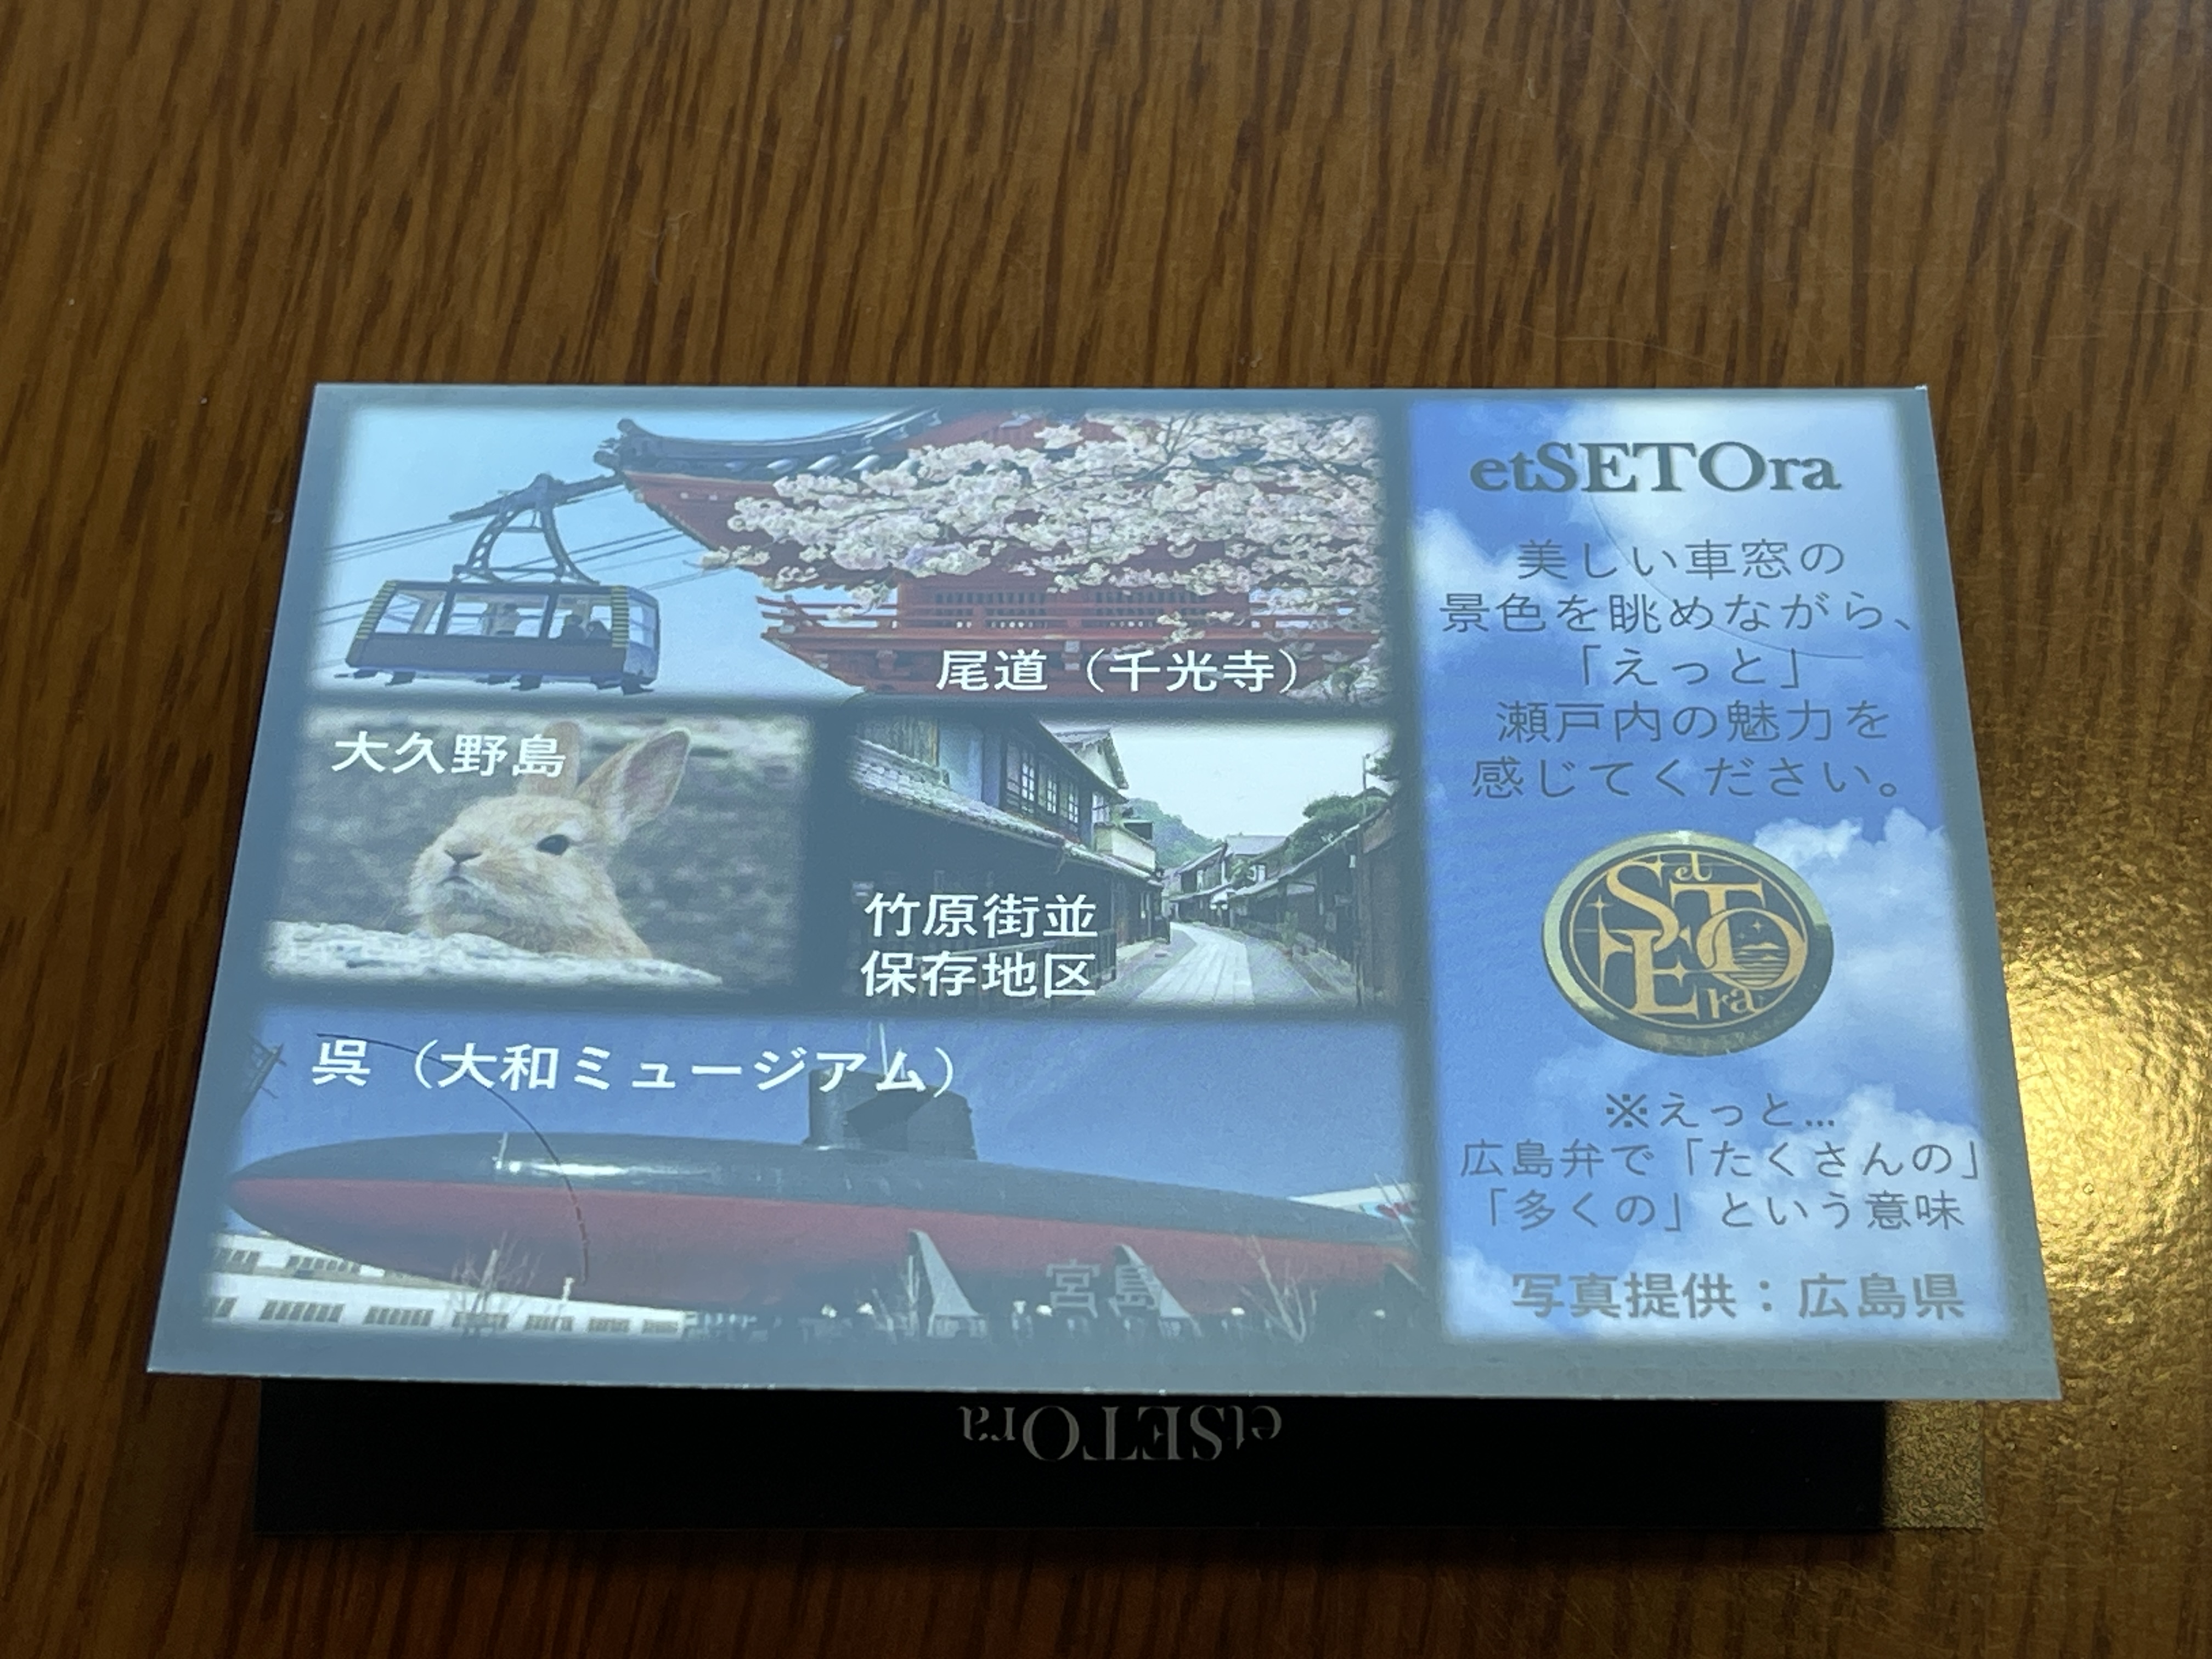 尾道（千光寺）
大久野島
竹原街並
保存地区
呉（大和ミュージアム）
宮島
etSETOra
美しい車窓の
景色を眺めながら、
「えっと」
瀬戸内の魅力を
感じてください。
et
SETO
ra
※えっと...
広島弁で「たくさんの」
「多くの」という意味
写真提供：広島県
etSETOra